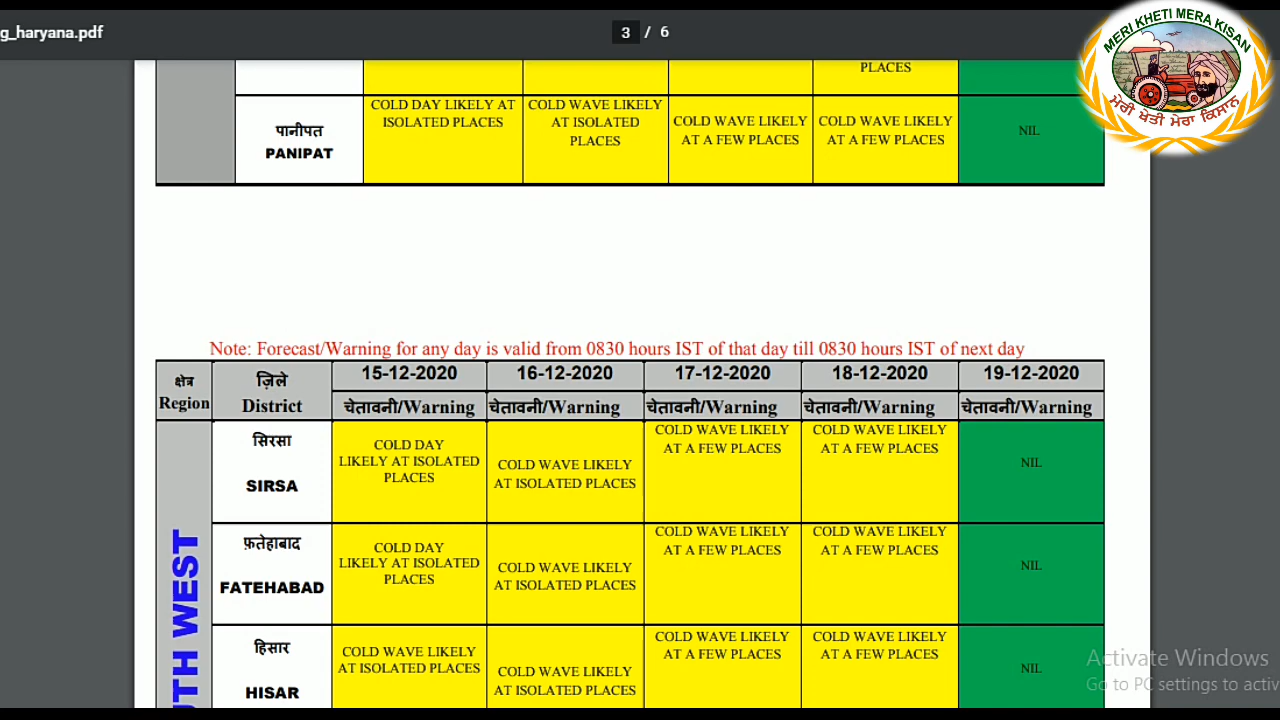 g_haryana.pdf
3 / 6
MERI KHETI MERA KISAN
ਮੇਰੀ ਖੇਤੀ ਮੇਰਾ ਕਿਸਾਨ
PLACES
पानीपत
PANIPAT
COLD DAY LIKELY AT
ISOLATED PLACES
COLD WAVE LIKELY
AT ISOLATED
PLACES
COLD WAVE LIKELY
AT A FEW PLACES
COLD WAVE LIKELY
AT A FEW PLACES
NIL
Note: Forecast/Warning for any day is valid from 0830 hours IST of that day till 0830 hours IST of next day
क्षेत्र
Region
ज़िले
District
15-12-2020
16-12-2020
17-12-2020
18-12-2020
19-12-2020
चेतावनी/Warning
चेतावनी/Warning
चेतावनी/Warning
चेतावनी/Warning
चेतावनी/Warning
UTH WEST
सिरसा
SIRSA
COLD DAY
LIKELY AT ISOLATED
PLACES
COLD WAVE LIKELY
AT ISOLATED PLACES
COLD WAVE LIKELY
AT A FEW PLACES
COLD WAVE LIKELY
AT A FEW PLACES
NIL
फ़तेहाबाद
FATEHABAD
COLD DAY
LIKELY AT ISOLATED
PLACES
COLD WAVE LIKELY
AT ISOLATED PLACES
COLD WAVE LIKELY
AT A FEW PLACES
COLD WAVE LIKELY
AT A FEW PLACES
NIL
हिसार
HISAR
COLD WAVE LIKELY
AT ISOLATED PLACES
COLD WAVE LIKELY
AT ISOLATED PLACES
COLD WAVE LIKELY
AT A FEW PLACES
COLD WAVE LIKELY
AT A FEW PLACES
NIL
Activate Windows
Go to PC settings to activ